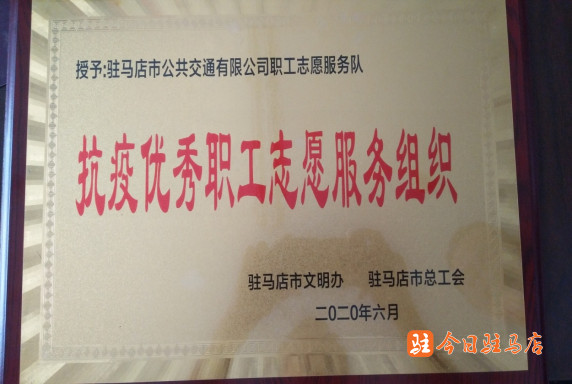 授予:驻马店市公共交通有限公司职工志愿服务队
抗疫优秀职工志愿服务组织
驻马店市文明办 驻马店市总工会
二0二0年六月
驻 今日驻马店